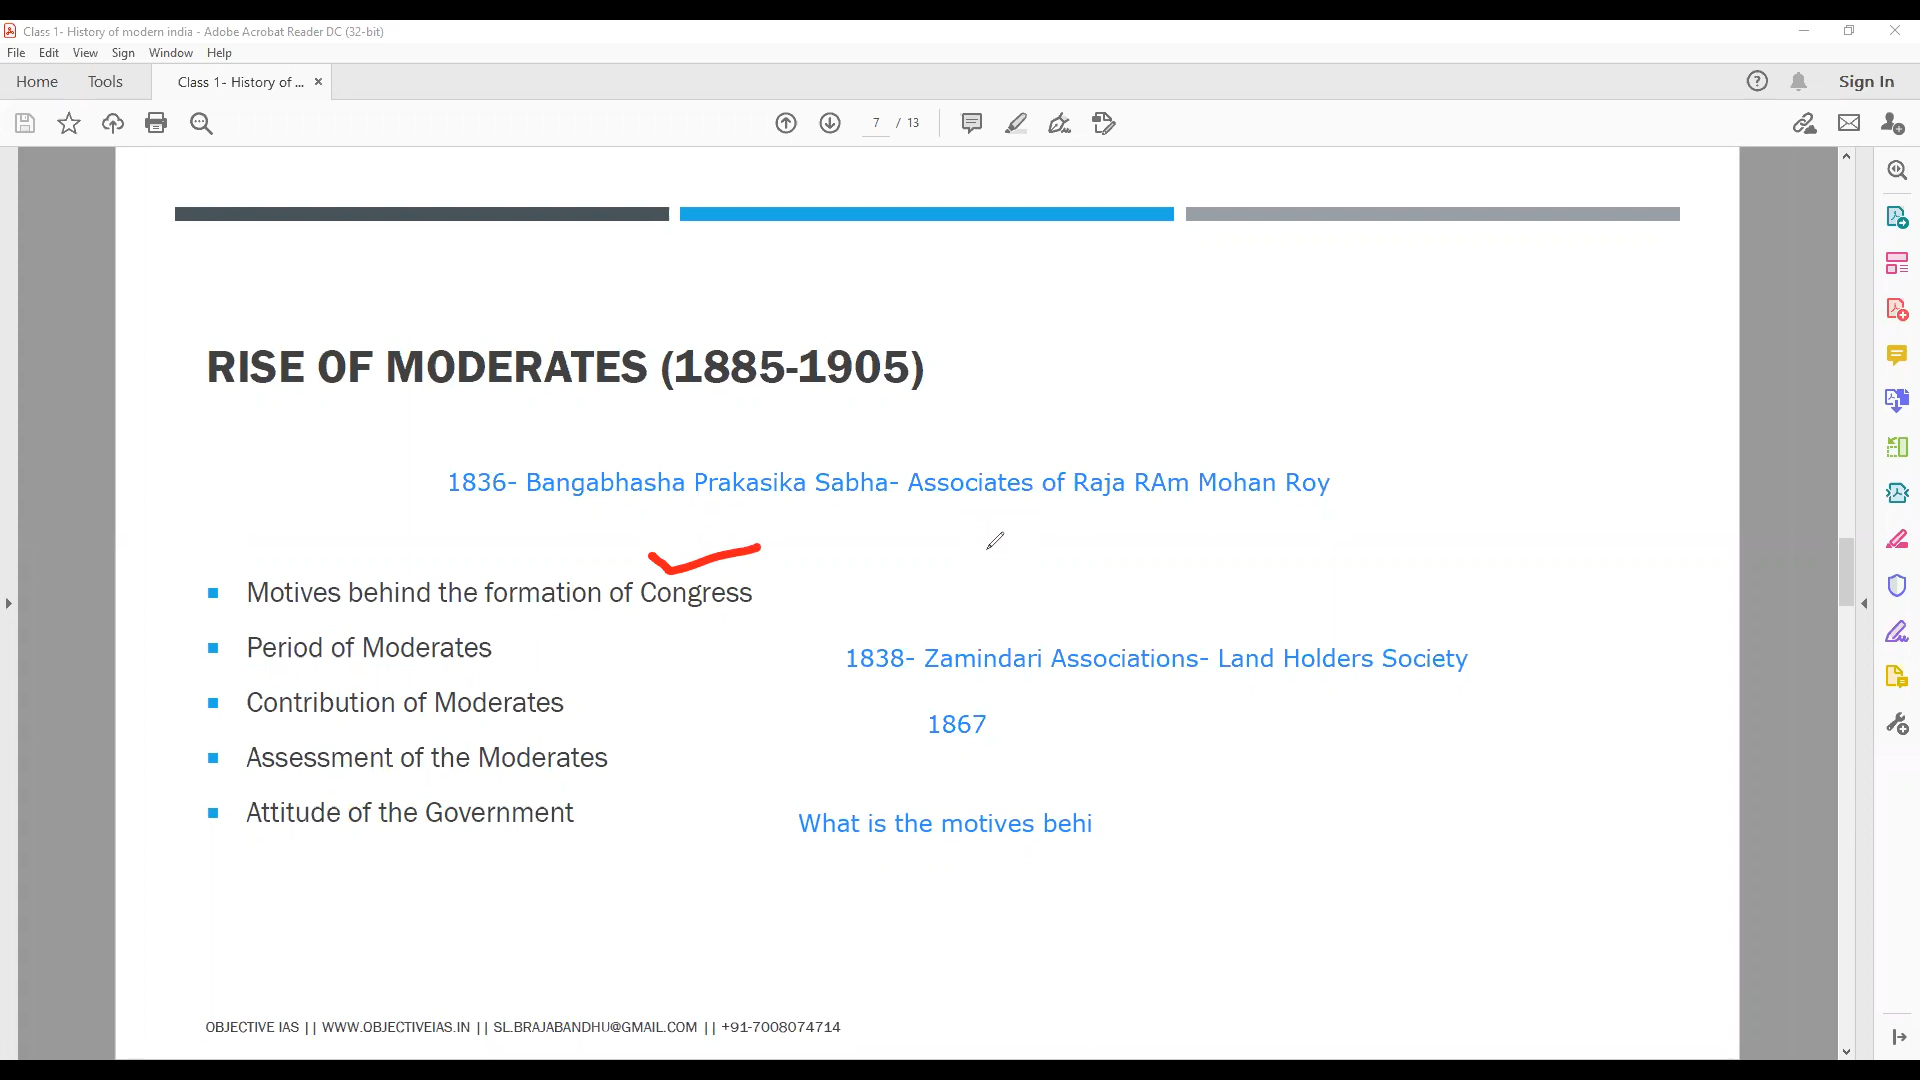 Class 1- History of modern india - Adobe Acrobat Reader DC (32-bit)
File Edit View Sign Window Help
Home Tools Class 1- History of ... × Sign In
7 / 13
RISE OF MODERATES (1885-1905)
1836- Bangabhasha Prakasika Sabha- Associates of Raja RAm Mohan Roy
Motives behind the formation of Congress
Period of Moderates
1838- Zamindari Associations- Land Holders Society
Contribution of Moderates
1867
Assessment of the Moderates
Attitude of the Government
What is the motives behi
OBJECTIVE IAS || WWW.OBJECTIVEIAS.IN || SL.BRAJABANDHU@GMAIL.COM || +91-7008074714